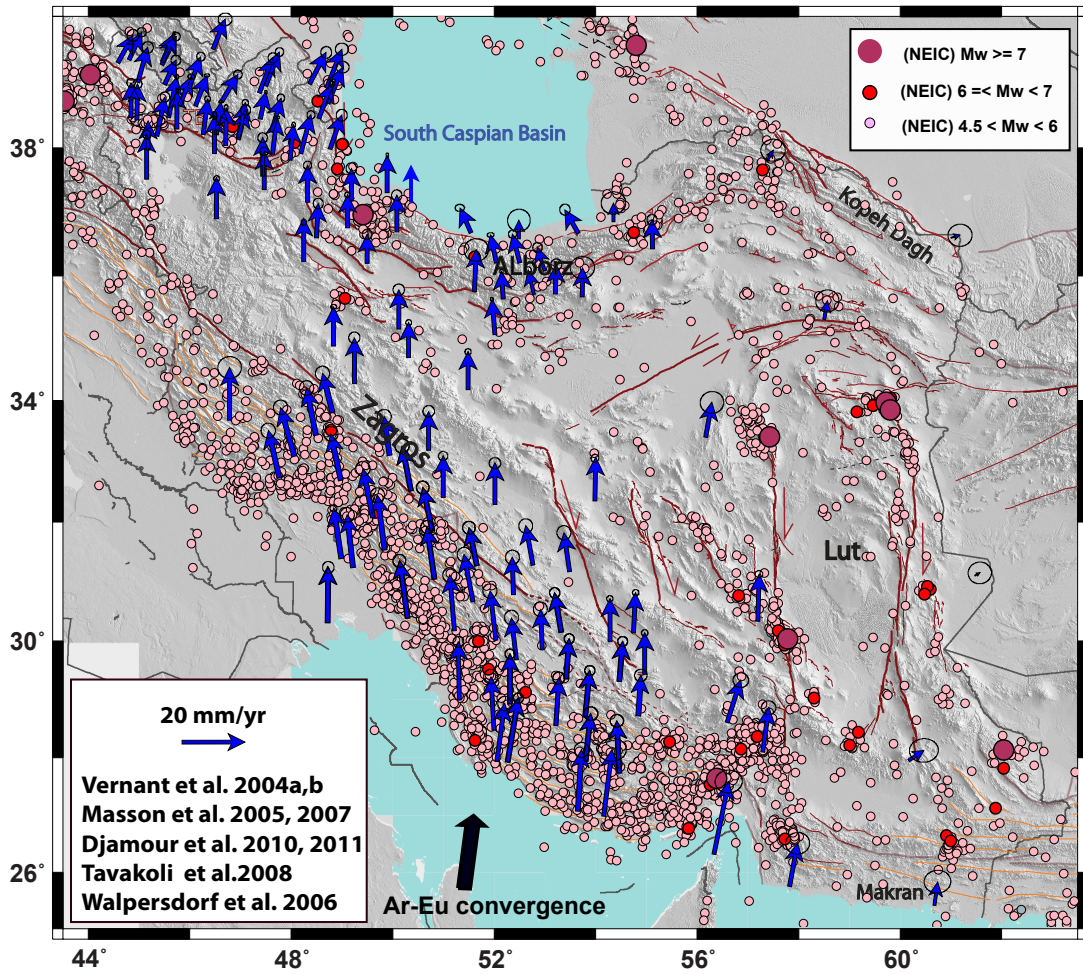 (NEIC) Mw >= 7
(NEIC) 6 =< Mw < 7
(NEIC) 4.5 < Mw < 6
South Caspian Basin
Kopeh Dagh
ALborz
Zagros
Lut
Makran
Ar-Eu convergence
20 mm/yr
Vernant et al. 2004a,b
Masson et al. 2005, 2007
Djamour et al. 2010, 2011
Tavakoli et al.2008
Walpersdorf et al. 2006
38˚
34˚
30˚
26˚
44˚
48˚
52˚
56˚
60˚